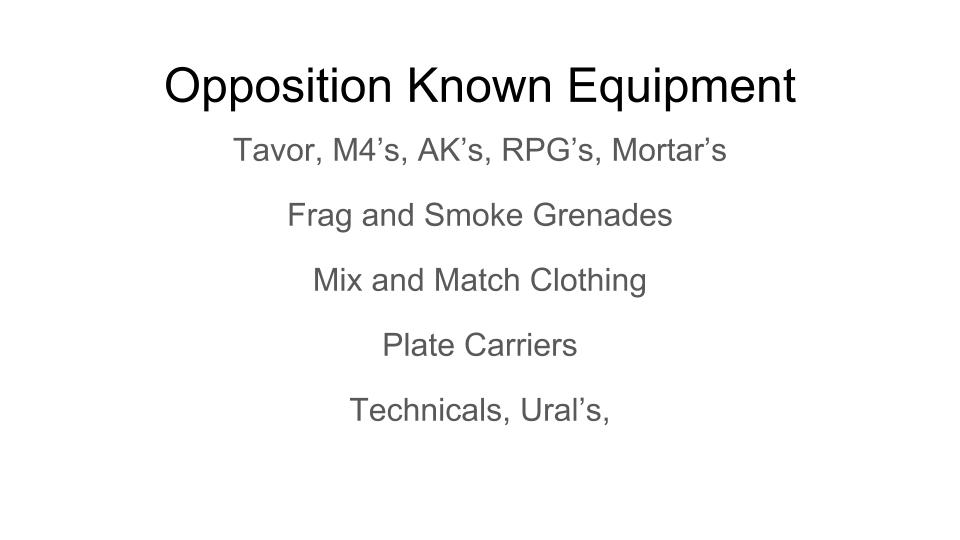 Opposition Known Equipment
Tavor, M4’s, AK’s, RPG’s, Mortar’s
Frag and Smoke Grenades
Mix and Match Clothing
Plate Carriers
Technicals, Ural’s,